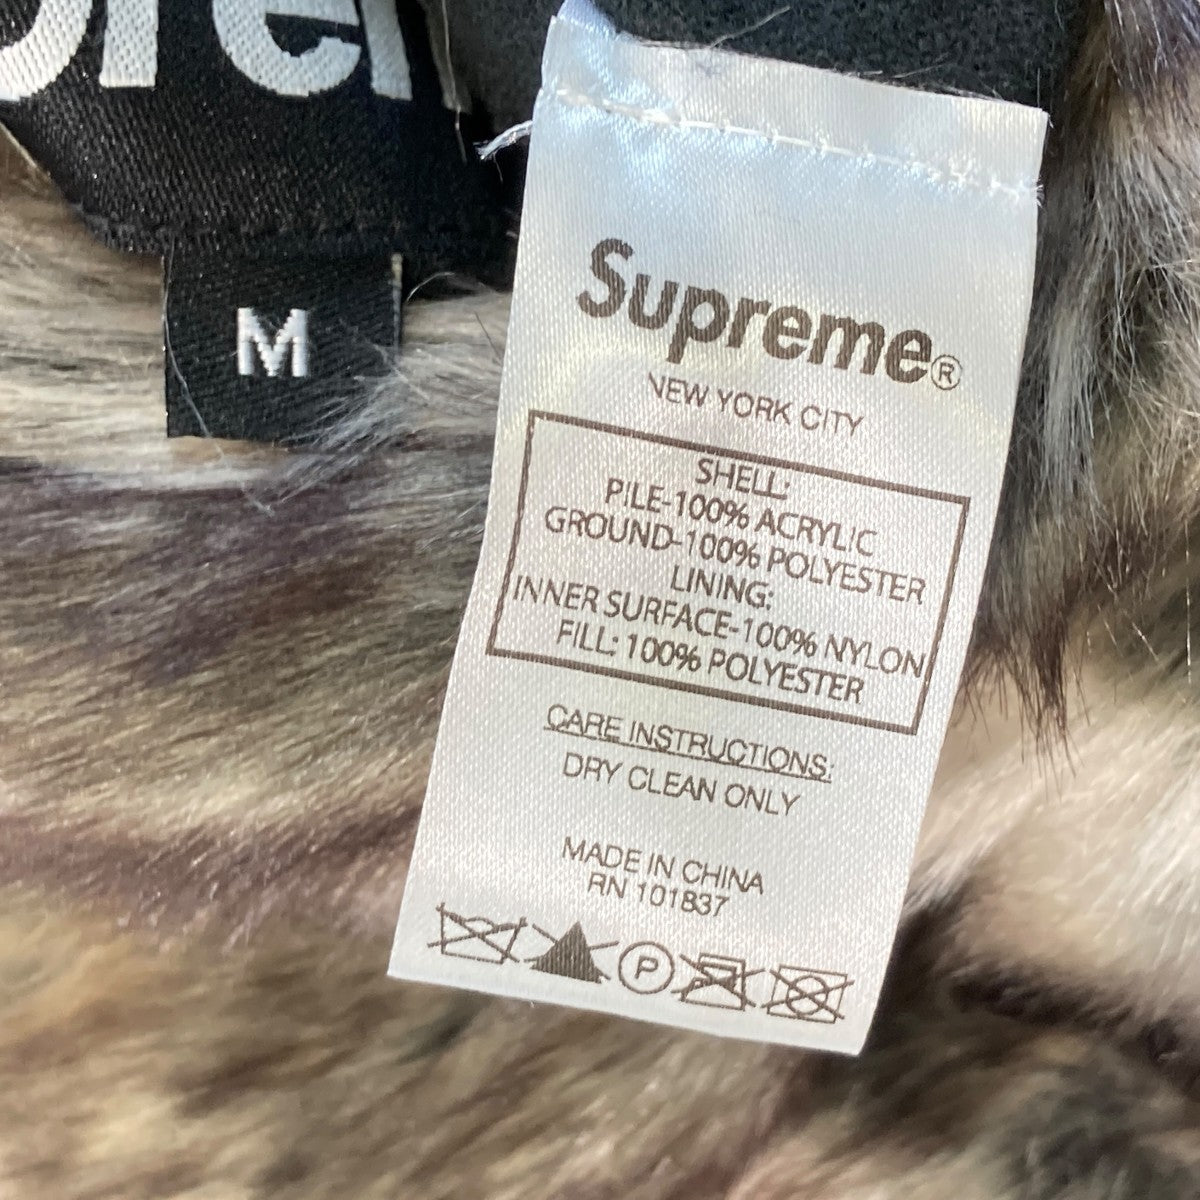 Suprem
M
Supreme®
NEW YORK CITY
SHELL:
PILE-100% ACRYLIC
GROUND-100% POLYESTER
LINING:
INNER SURFACE-100% NYLON
FILL: 100% POLYESTER
CARE INSTRUCTIONS:
DRY CLEAN ONLY
MADE IN CHINA
RN 101837
P